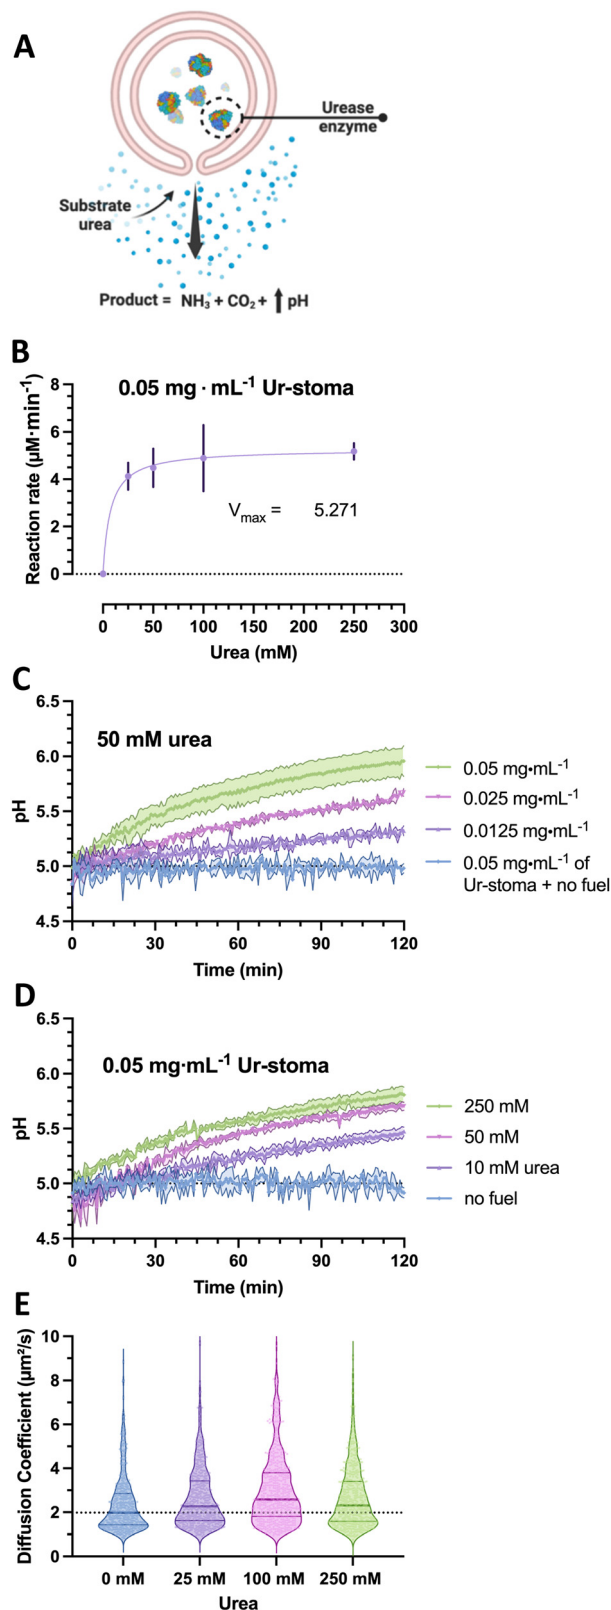 A
Urease
enzyme
Substrate
urea
Product = NH₃ + CO₂ + pH
B
0.05 mg · mL⁻¹ Ur-stoma
Reaction rate (µM·min⁻¹)
8
6
4
2
0
Vmax = 5.271
0 50 100 150 200 250 300
Urea (mM)
C
50 mM urea
pH
6.5
6.0
5.5
5.0
4.5
0 30 60 90 120
Time (min)
0.05 mg•mL⁻¹
0.025 mg•mL⁻¹
0.0125 mg•mL⁻¹
0.05 mg•mL⁻¹ of
Ur-stoma + no fuel
D
0.05 mg·mL⁻¹ Ur-stoma
pH
6.5
6.0
5.5
5.0
4.5
0 30 60 90 120
Time (min)
250 mM
50 mM
10 mM urea
no fuel
E
Diffusion Coefficient (µm²/s)
10
8
6
4
2
0
0 mM 25 mM 100 mM 250 mM
Urea